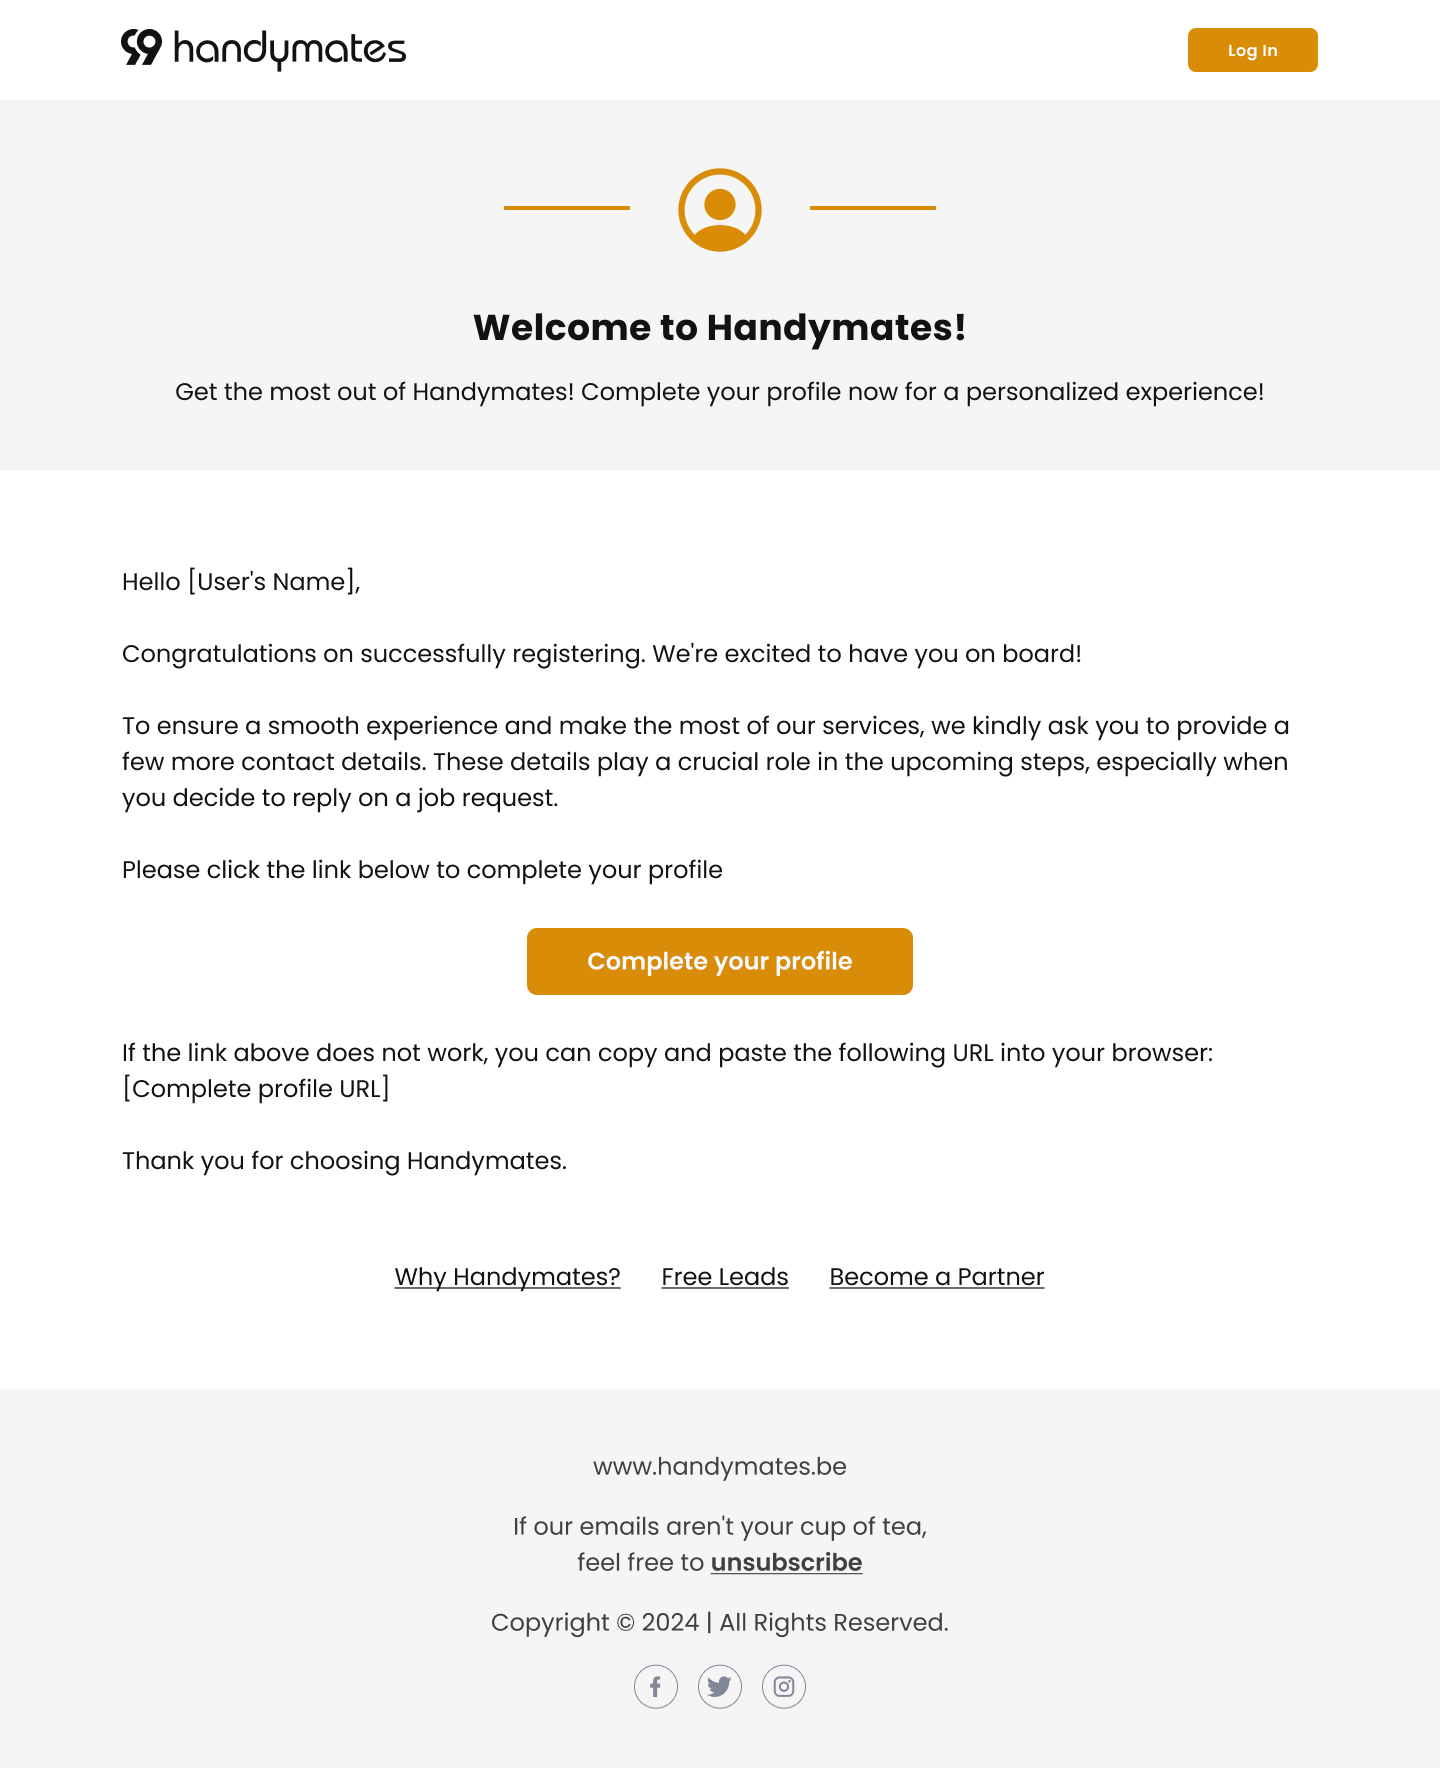 handymates
Log In
Welcome to Handymates!
Get the most out of Handymates! Complete your profile now for a personalized experience!
Hello [User's Name],
Congratulations on successfully registering. We're excited to have you on board!
To ensure a smooth experience and make the most of our services, we kindly ask you to provide a
few more contact details. These details play a crucial role in the upcoming steps, especially when
you decide to reply on a job request.
Please click the link below to complete your profile
Complete your profile
If the link above does not work, you can copy and paste the following URL into your browser:
[Complete profile URL]
Thank you for choosing Handymates.
Why Handymates? Free Leads Become a Partner
www.handymates.be
If our emails aren't your cup of tea,
feel free to unsubscribe
Copyright © 2024 | All Rights Reserved.